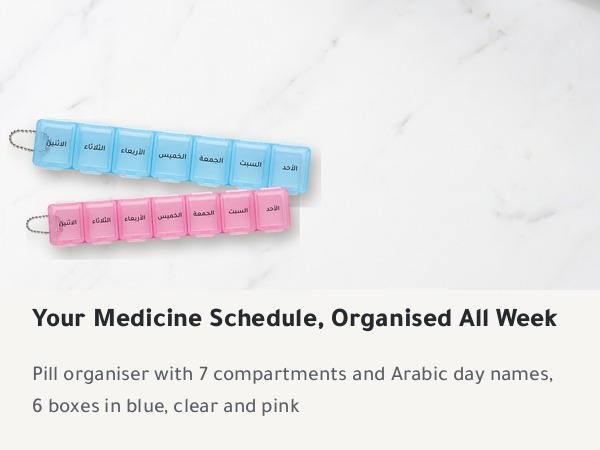 الأحد السبت الجمعة الخميس الأربعاء الثلاثاء الاثنين
الأحد السبت الجمعة الخميس الأربعاء الثلاثاء الاثنين
Your Medicine Schedule, Organised All Week
Pill organiser with 7 compartments and Arabic day names,
6 boxes in blue, clear and pink